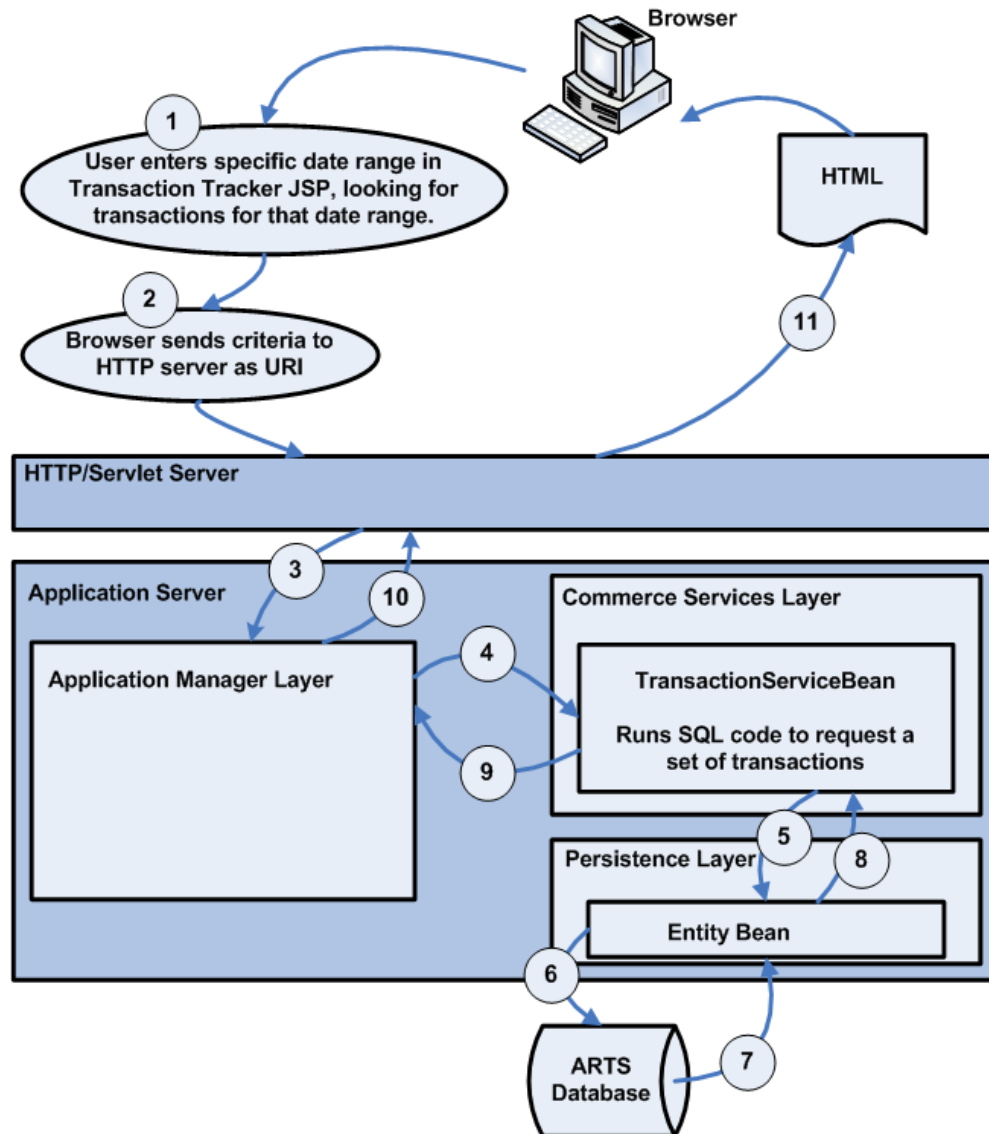 Browser
1
User enters specific date range in
Transaction Tracker JSP, looking for
transactions for that date range.
HTML
2
Browser sends criteria to
HTTP server as URI
11
HTTP/Servlet Server
3
10
Application Server
Application Manager Layer
4
9
Commerce Services Layer
TransactionServiceBean
Runs SQL code to request a
set of transactions
5
8
Persistence Layer
Entity Bean
6
7
ARTS
Database